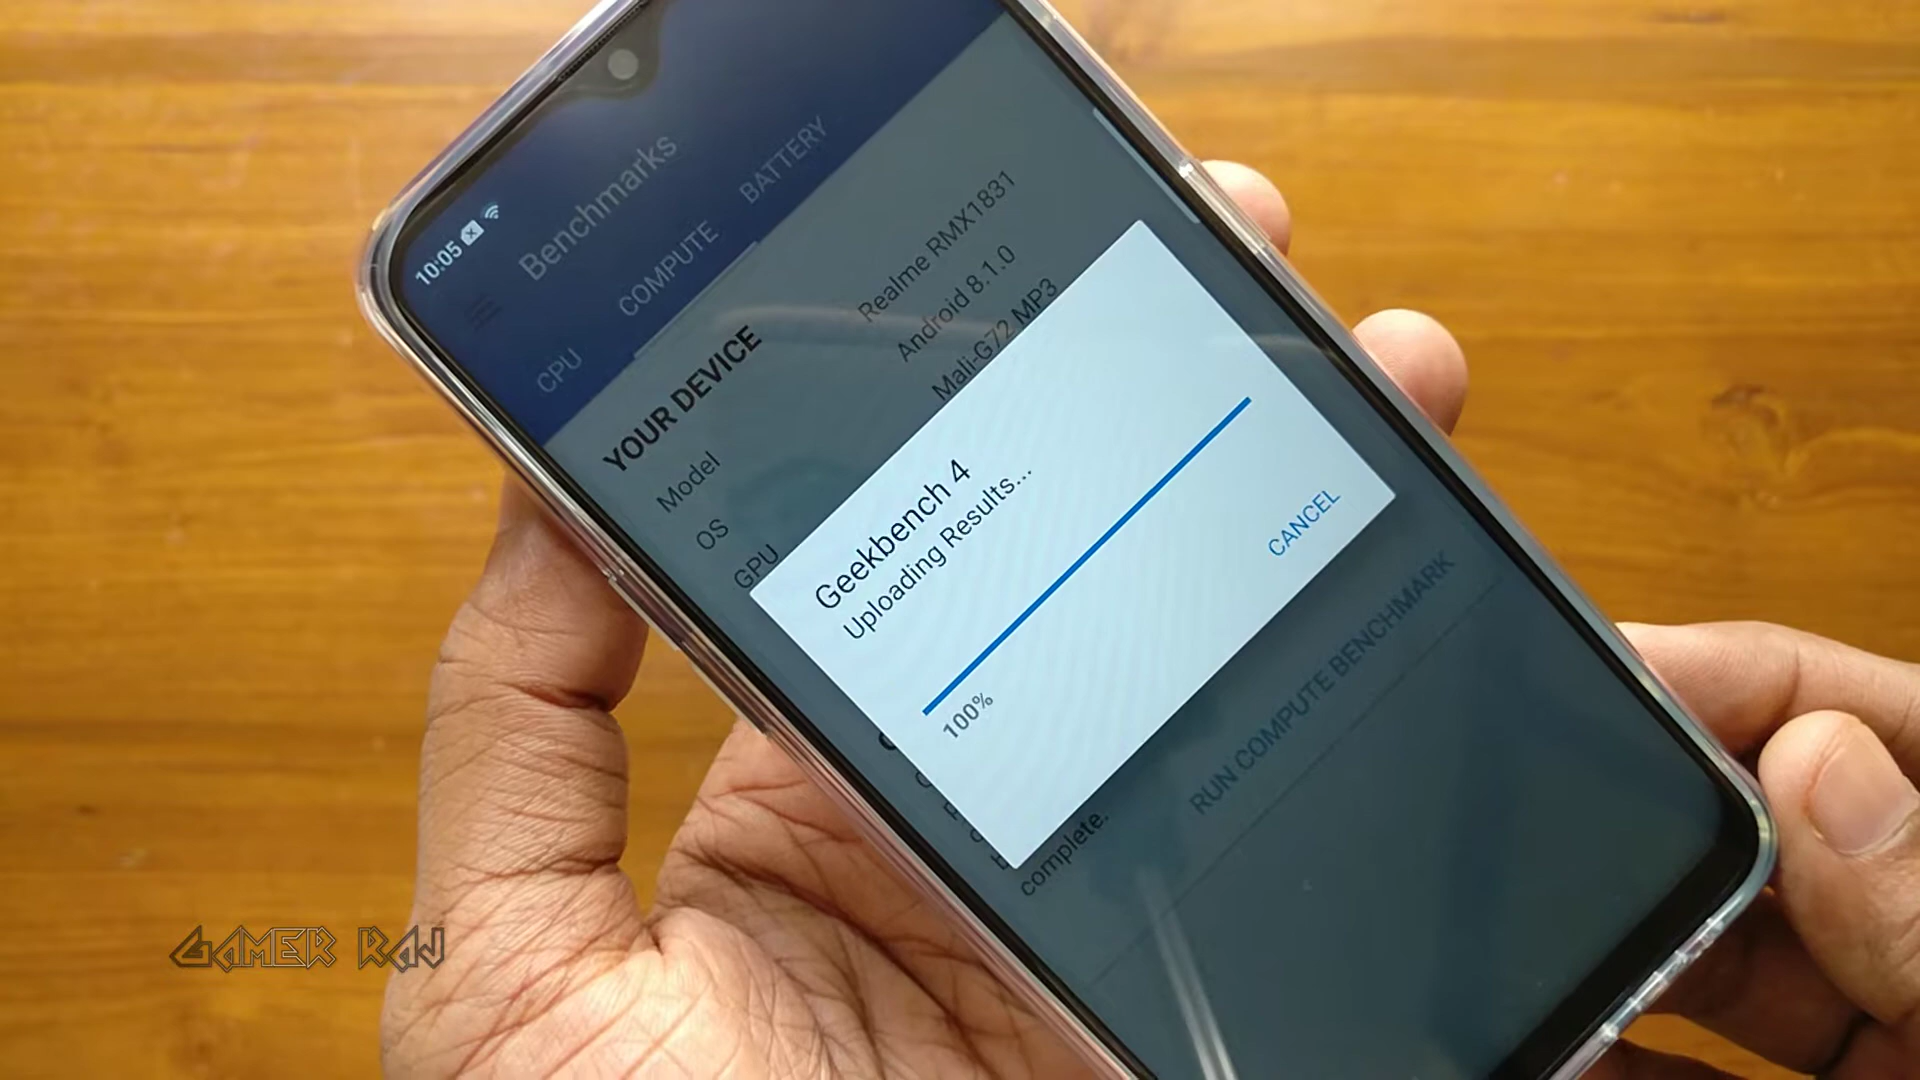 10:05
Benchmarks
CPU COMPUTE BATTERY
YOUR DEVICE
Model Realme RMX1831
OS Android 8.1.0
GPU Mali-G72 MP3
Geekbench 4
Uploading Results...
100%
CANCEL
complete.
RUN COMPUTE BENCHMARK
GAMER RAJ